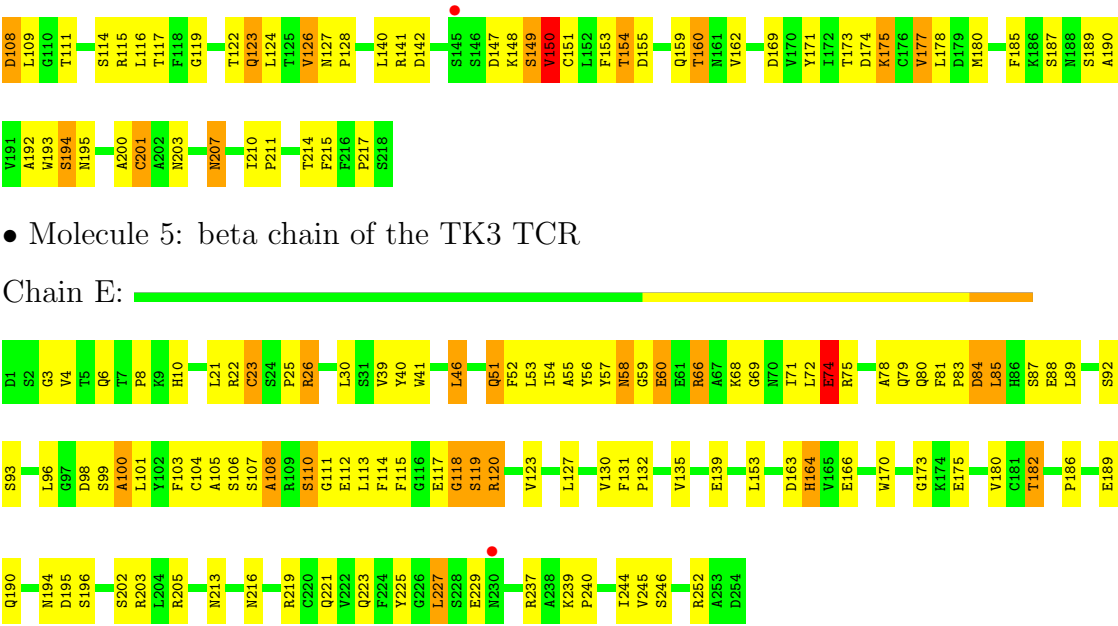 D108 L109 G110 T111 S114 R115 L116 T117 F118 G119 T122 Q123 L124 T125 V126 N127 P128 L140 R141 D142 S145 S146 D147 K148 S149 V150 C151 L152 F153 T154 D155 Q159 T160 N161 V162 D169 V170 Y171 I172 T173 D174 K175 C176 V177 L178 D179 M180 F185 K186 S187 N188 S189 A190
V191 A192 W193 S194 N195 A200 C201 A202 N203 N207 I210 P211 T214 F215 F216 P217 S218
• Molecule 5: beta chain of the TK3 TCR
Chain E:
D1 S2 G3 V4 T5 Q6 T7 P8 K9 H10 L21 R22 C23 S24 P25 R26 L30 S31 V39 Y40 W41 L46 Q51 F52 L53 I54 A55 Y56 Y57 N58 G59 E60 E61 R66 A67 K68 G69 N70 I71 L72 E74 R75 A78 Q79 Q80 F81 P83 D84 L85 H86 S87 E88 L89 S92
S93 L96 G97 D98 S99 A100 L101 Y102 F103 C104 A105 S106 S107 A108 R109 S110 G111 E112 L113 F114 F115 G116 E117 G118 S119 R120 V123 L127 V130 F131 P132 V135 E139 L153 D163 H164 V165 E166 W170 G173 K174 E175 V180 C181 T182 P186 E189
Q190 N194 D195 S196 S202 R203 L204 R205 N213 N216 R219 C220 Q221 V222 Q223 F224 Y225 G226 L227 S228 E229 N230 R237 A238 K239 P240 I244 V245 S246 R252 A253 D254